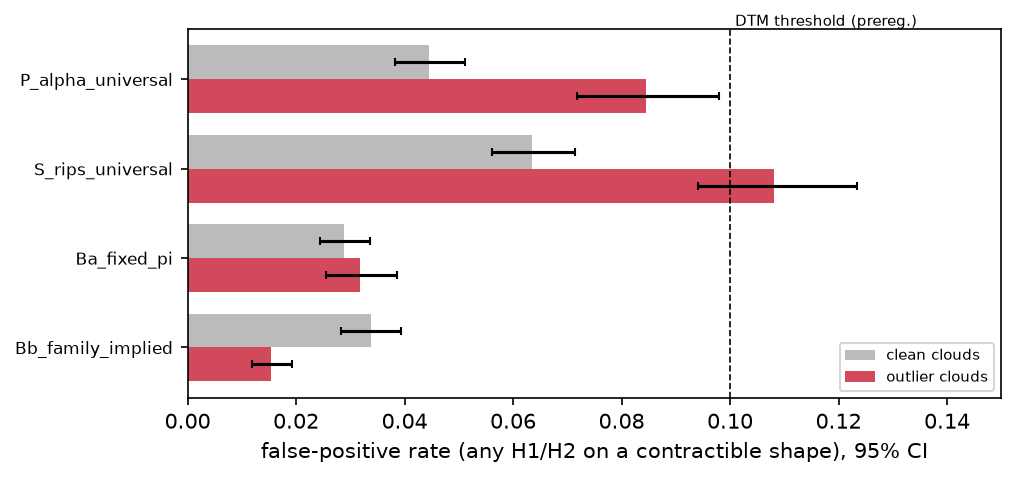 DTM threshold (prereg.)
P_alpha_universal
S_rips_universal
Ba_fixed_pi
Bb_family_implied
clean clouds
outlier clouds
0.00 0.02 0.04 0.06 0.08 0.10 0.12 0.14
false-positive rate (any H1/H2 on a contractible shape), 95% CI